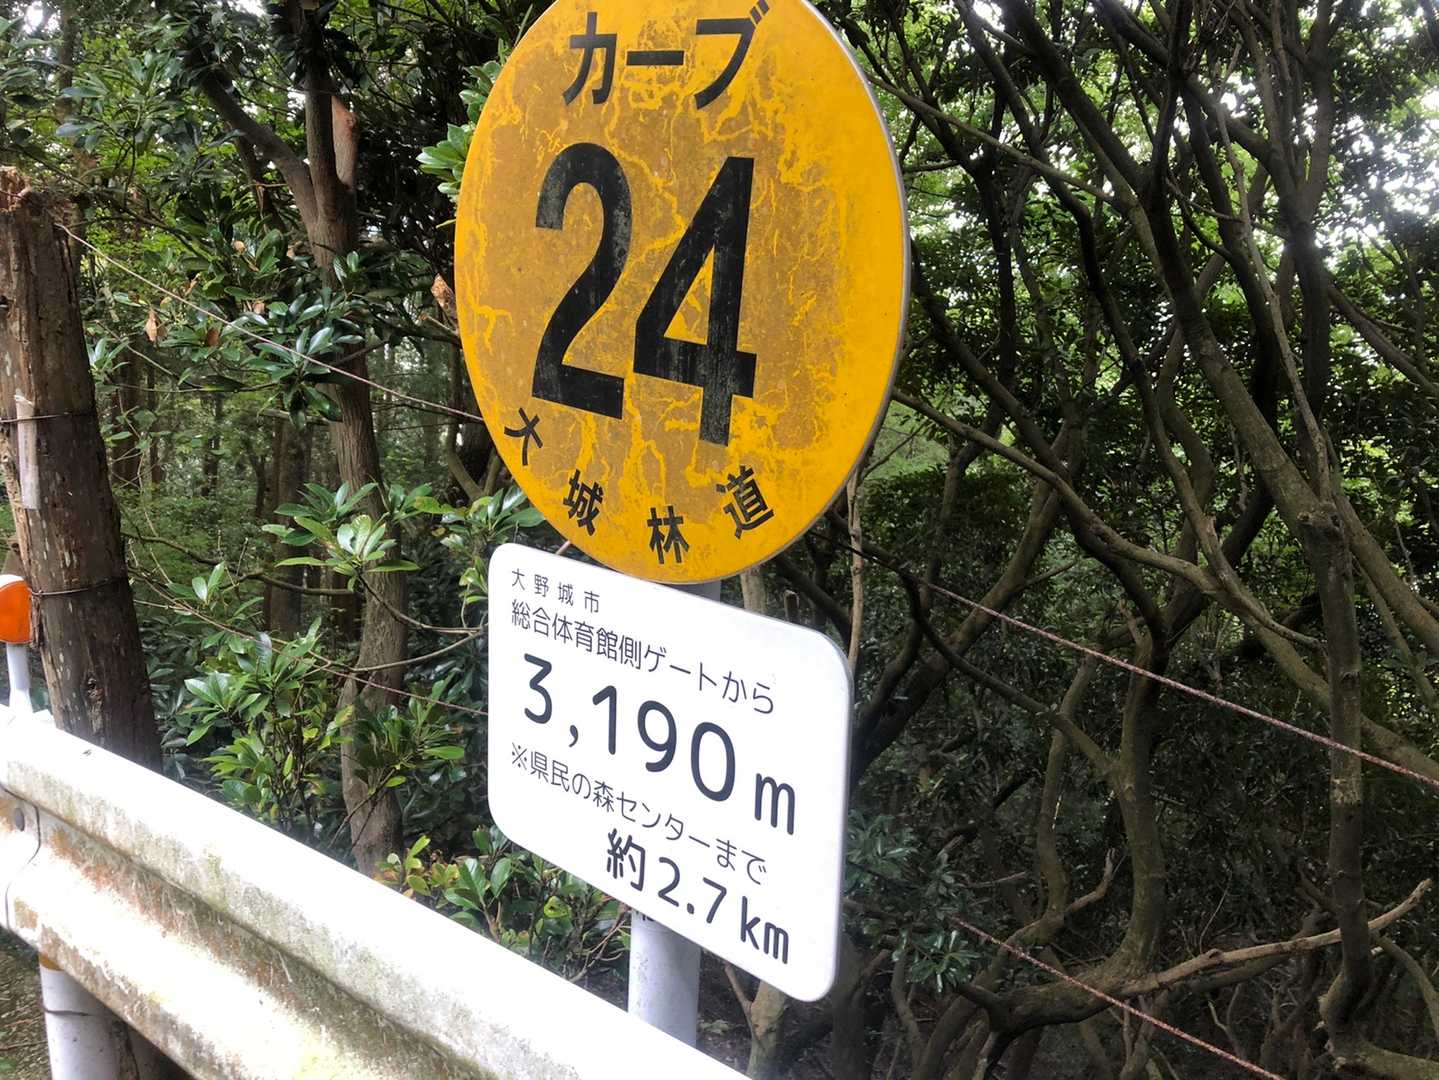 カーブ
24
大城林道
大野城市
総合体育館側ゲートから
3,190m
※県民の森センターまで
約2.7km